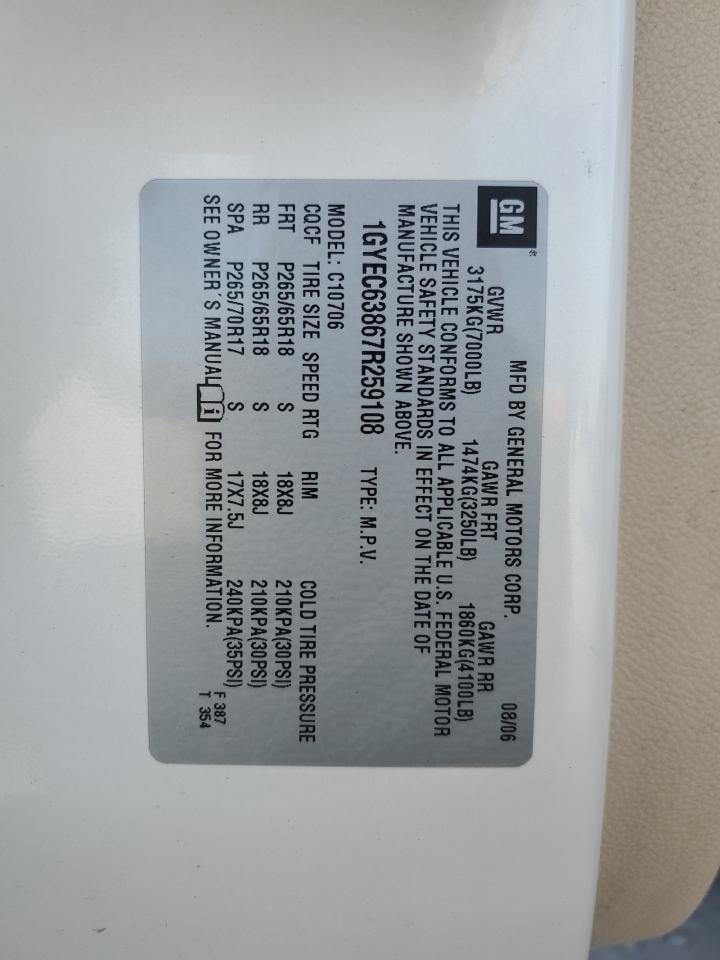 GM®
MFD BY GENERAL MOTORS CORP. 08/06
GVWR GAWR FRT GAWR RR
3175KG(7000LB) 1474KG(3250LB) 1860KG(4100LB)
THIS VEHICLE CONFORMS TO ALL APPLICABLE U.S. FEDERAL MOTOR
VEHICLE SAFETY STANDARDS IN EFFECT ON THE DATE OF
MANUFACTURE SHOWN ABOVE.
1GYEC63867R259108 TYPE: M.P.V.
MODEL: C10706
CQCF TIRE SIZE SPEED RTG RIM COLD TIRE PRESSURE
FRT P265/65R18 S 18X8J 210KPA(30PSI)
RR P265/65R18 S 18X8J 210KPA(30PSI)
SPA P265/70R17 S 17X7.5J 240KPA(35PSI)
SEE OWNER'S MANUAL i FOR MORE INFORMATION.
F 387
T 354